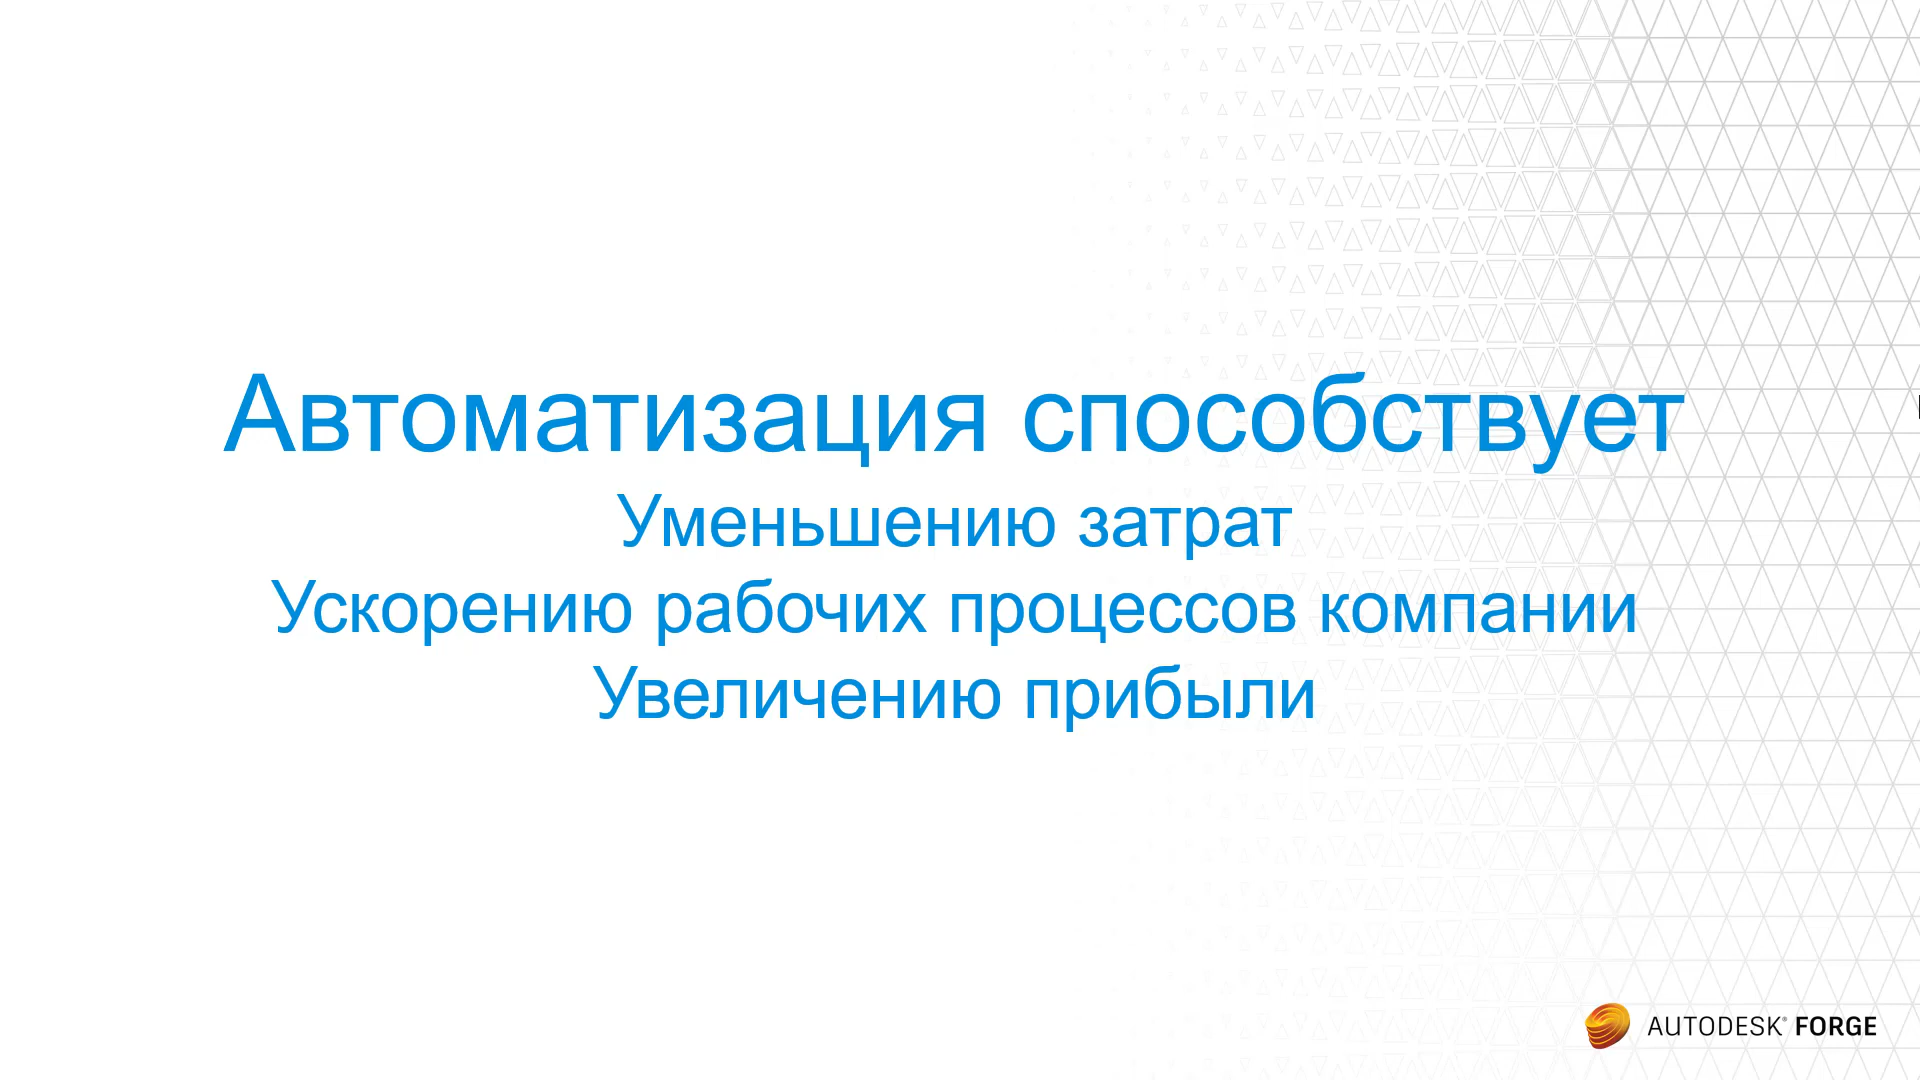 Автоматизация способствует
Уменьшению затрат
Ускорению рабочих процессов компании
Увеличению прибыли
AUTODESK® FORGE